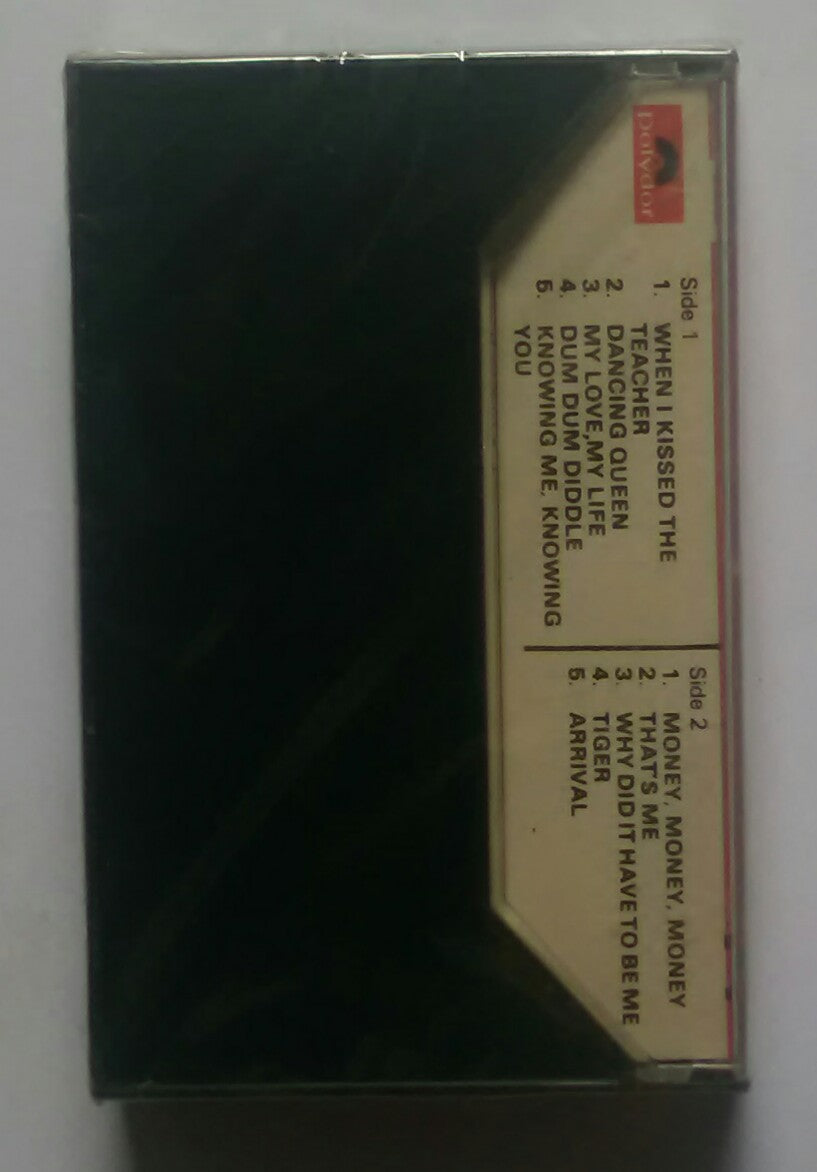 polydor
Side 1
1. WHEN I KISSED THE
TEACHER
2. DANCING QUEEN
3. MY LOVE,MY LIFE
4. DUM DUM DIDDLE
5. KNOWING ME, KNOWING
YOU
Side 2
1. MONEY, MONEY, MONEY
2. THAT'S ME
3. WHY DID IT HAVE TO BE ME
4. TIGER
5. ARRIVAL